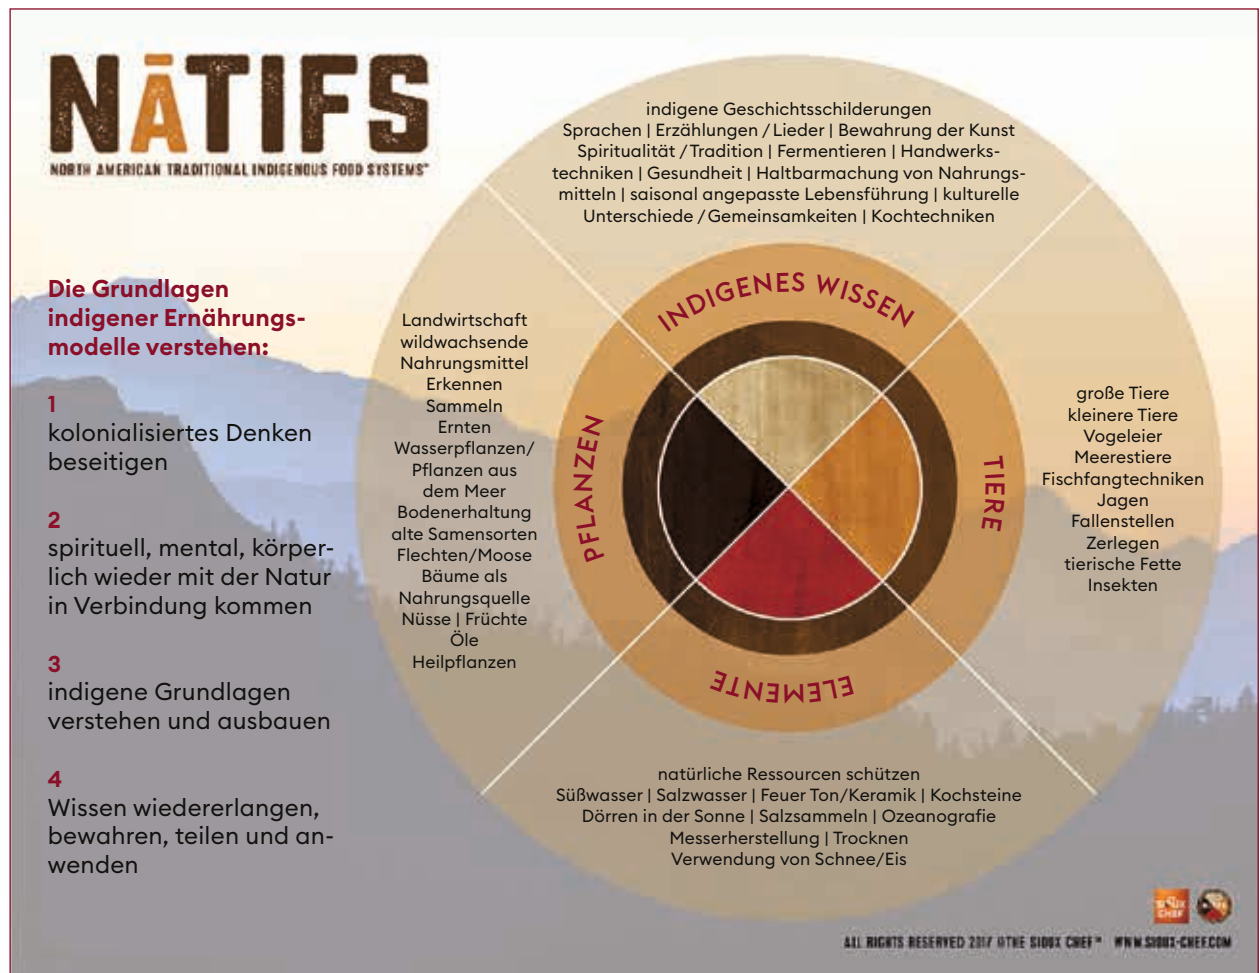 NĀTIFS
NORTH AMERICAN TRADITIONAL INDIGENOUS FOOD SYSTEMS™
Die Grundlagen
indigener Ernährungs-
modelle verstehen:
1
kolonialisiertes Denken
beseitigen
2
spirituell, mental, körper-
lich wieder mit der Natur
in Verbindung kommen
3
indigene Grundlagen
verstehen und ausbauen
4
Wissen wiedererlangen,
bewahren, teilen und an-
wenden
indigene Geschichtsschilderungen
Sprachen | Erzählungen / Lieder | Bewahrung der Kunst
Spiritualität / Tradition | Fermentieren | Handwerks-
techniken | Gesundheit | Haltbarmachung von Nahrungs-
mitteln | saisonal angepasste Lebensführung | kulturelle
Unterschiede / Gemeinsamkeiten | Kochtechniken
INDIGENES WISSEN
Landwirtschaft
wildwachsende
Nahrungsmittel
Erkennen
Sammeln
Ernten
Wasserpflanzen/
Pflanzen aus
dem Meer
Bodenerhaltung
alte Samensorten
Flechten/Moose
Bäume als
Nahrungsquelle
Nüsse | Früchte
Öle
Heilpflanzen
PFLANZEN
TIERE
große Tiere
kleinere Tiere
Vogeleier
Meerestiere
Fischfangtechniken
Jagen
Fallenstellen
Zerlegen
tierische Fette
Insekten
ELEMENTE
natürliche Ressourcen schützen
Süßwasser | Salzwasser | Feuer Ton/Keramik | Kochsteine
Dörren in der Sonne | Salzsammeln | Ozeanografie
Messerherstellung | Trocknen
Verwendung von Schnee/Eis
SIOUX
CHEF
ALL RIGHTS RESERVED 2017 @THE SIOUX CHEF™ WWW.SIOUX-CHEF.COM